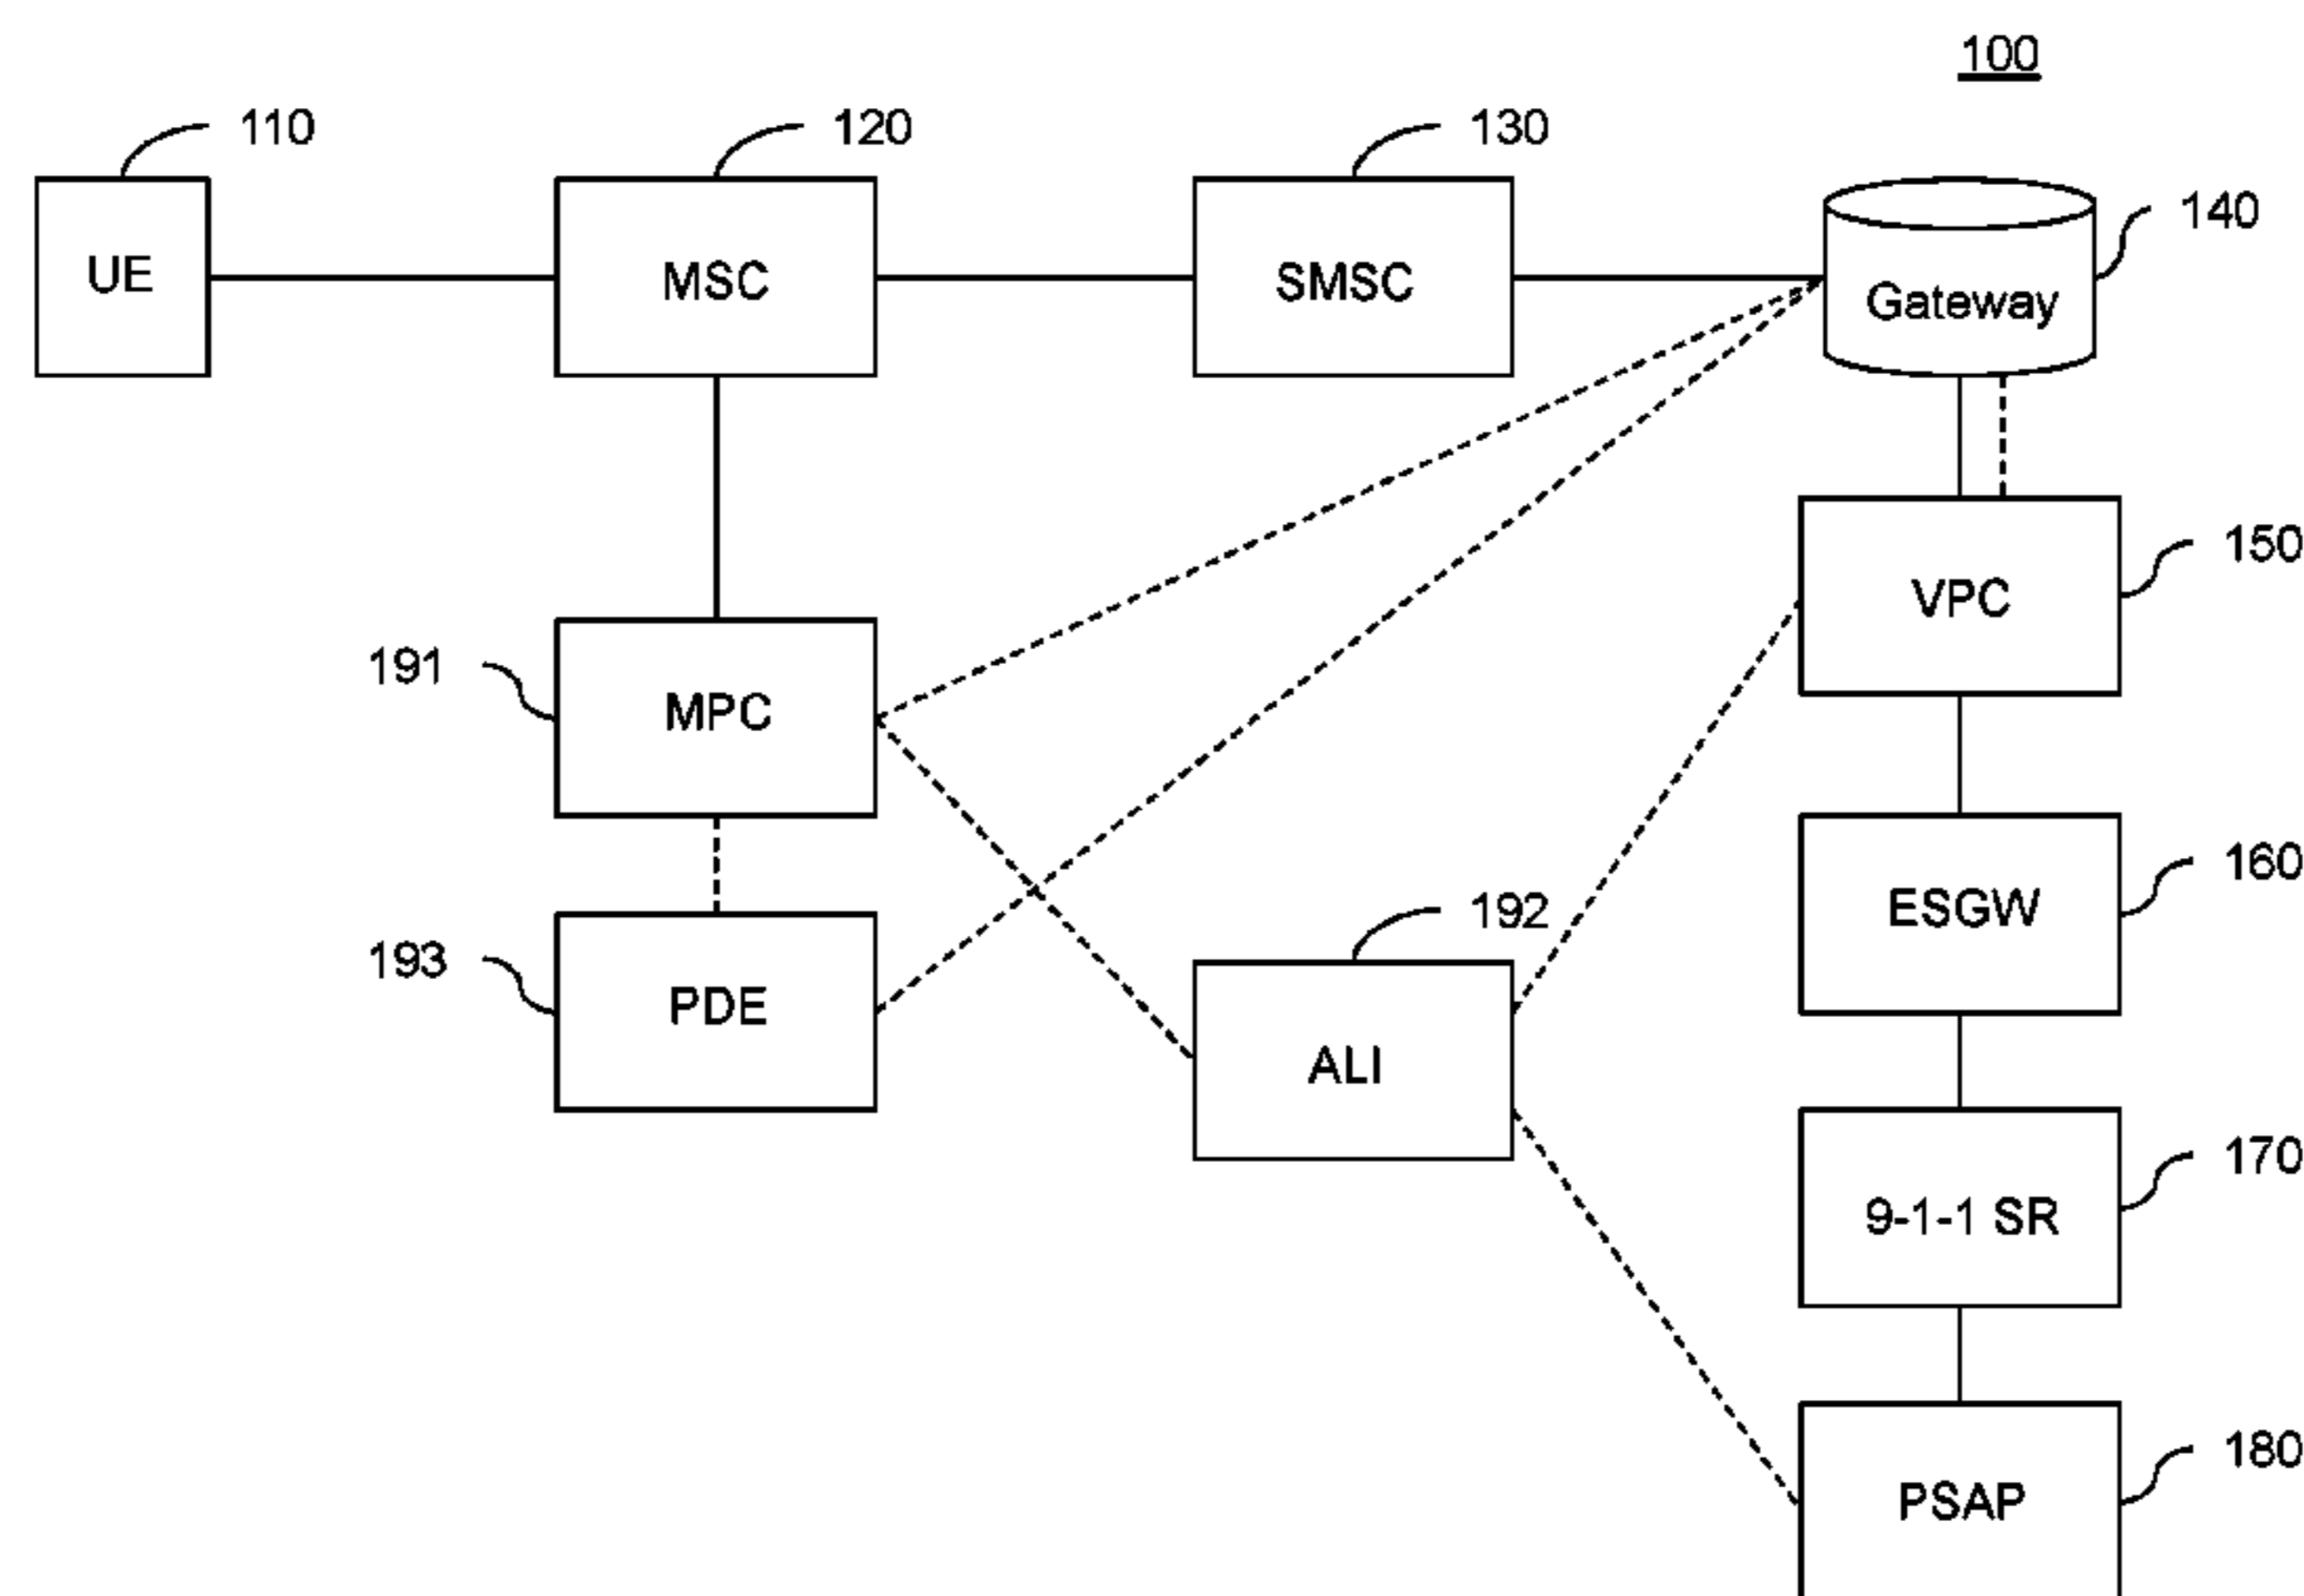 100
110
120
130
140
UE
MSC
SMSC
Gateway
150
VPC
191
MPC
160
ESGW
192
193
PDE
ALI
170
9-1-1 SR
180
PSAP